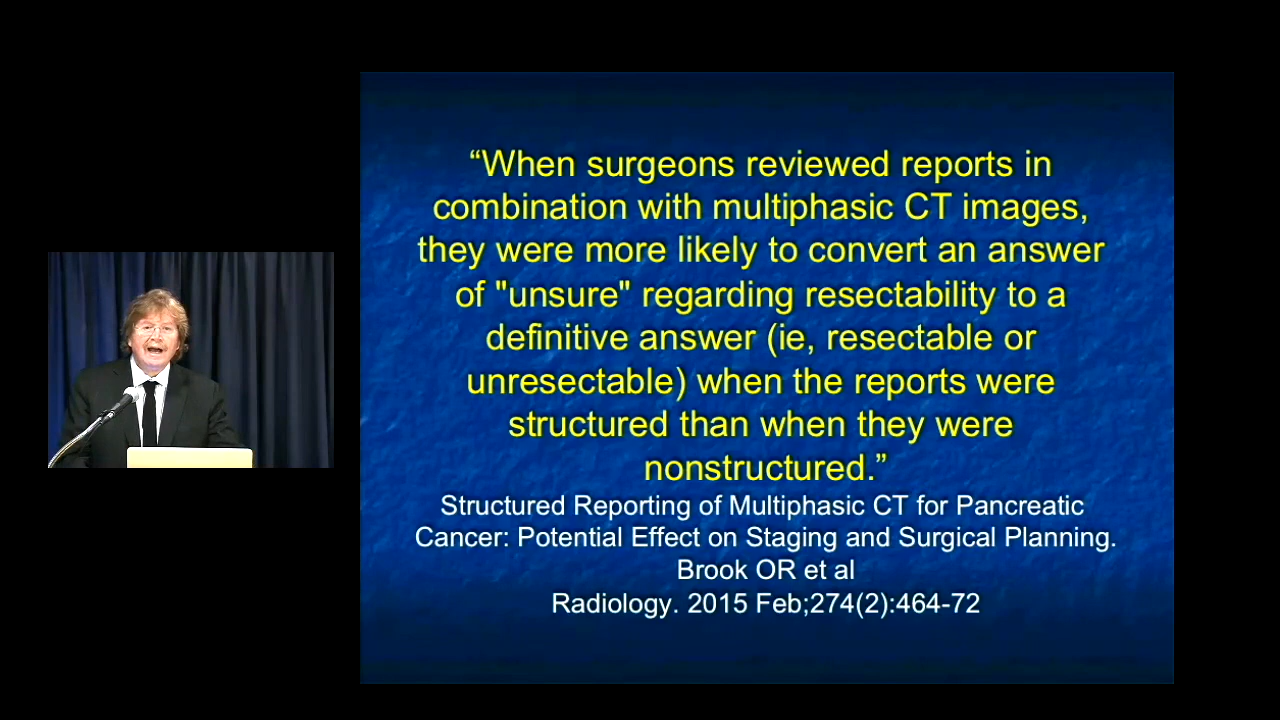 “When surgeons reviewed reports in
combination with multiphasic CT images,
they were more likely to convert an answer
of "unsure" regarding resectability to a
definitive answer (ie, resectable or
unresectable) when the reports were
structured than when they were
nonstructured.”
Structured Reporting of Multiphasic CT for Pancreatic
Cancer: Potential Effect on Staging and Surgical Planning.
Brook OR et al
Radiology. 2015 Feb;274(2):464-72